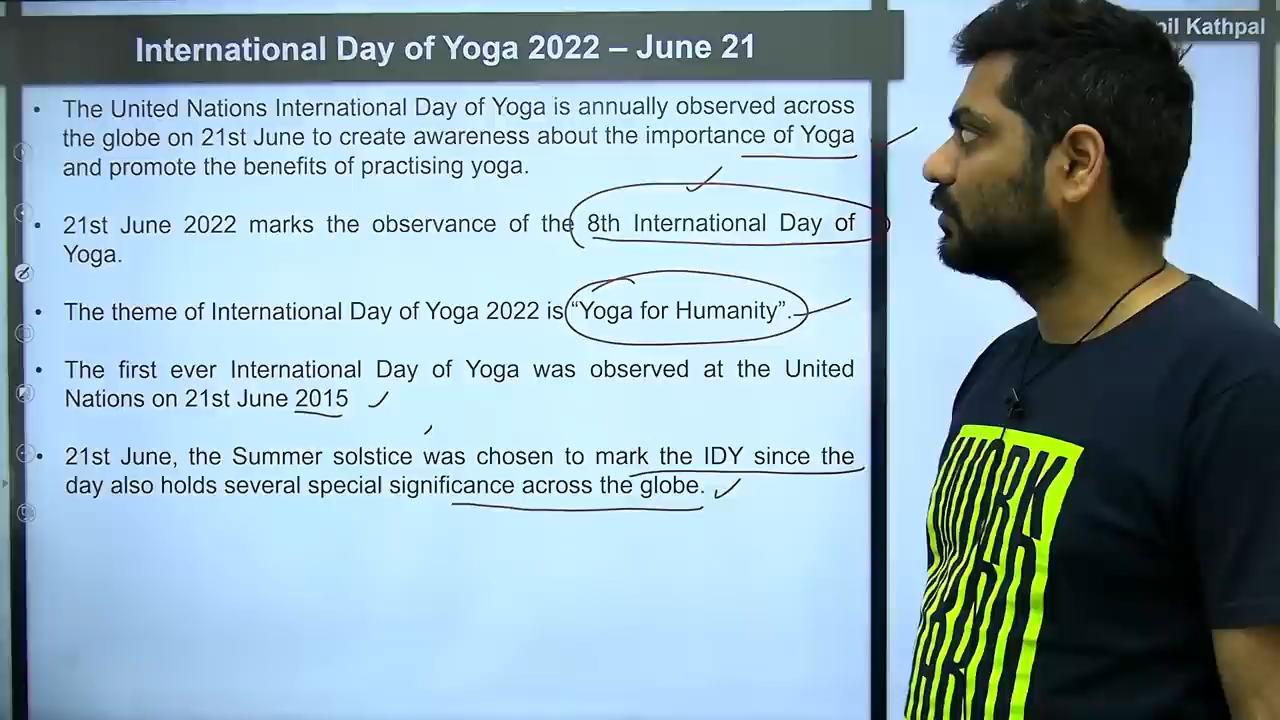 International Day of Yoga 2022 – June 21
Kathpal
• The United Nations International Day of Yoga is annually observed across
the globe on 21st June to create awareness about the importance of Yoga
and promote the benefits of practising yoga.
• 21st June 2022 marks the observance of the 8th International Day of
Yoga.
• The theme of International Day of Yoga 2022 is “Yoga for Humanity”.
• The first ever International Day of Yoga was observed at the United
Nations on 21st June 2015
• 21st June, the Summer solstice was chosen to mark the IDY since the
day also holds several special significance across the globe.